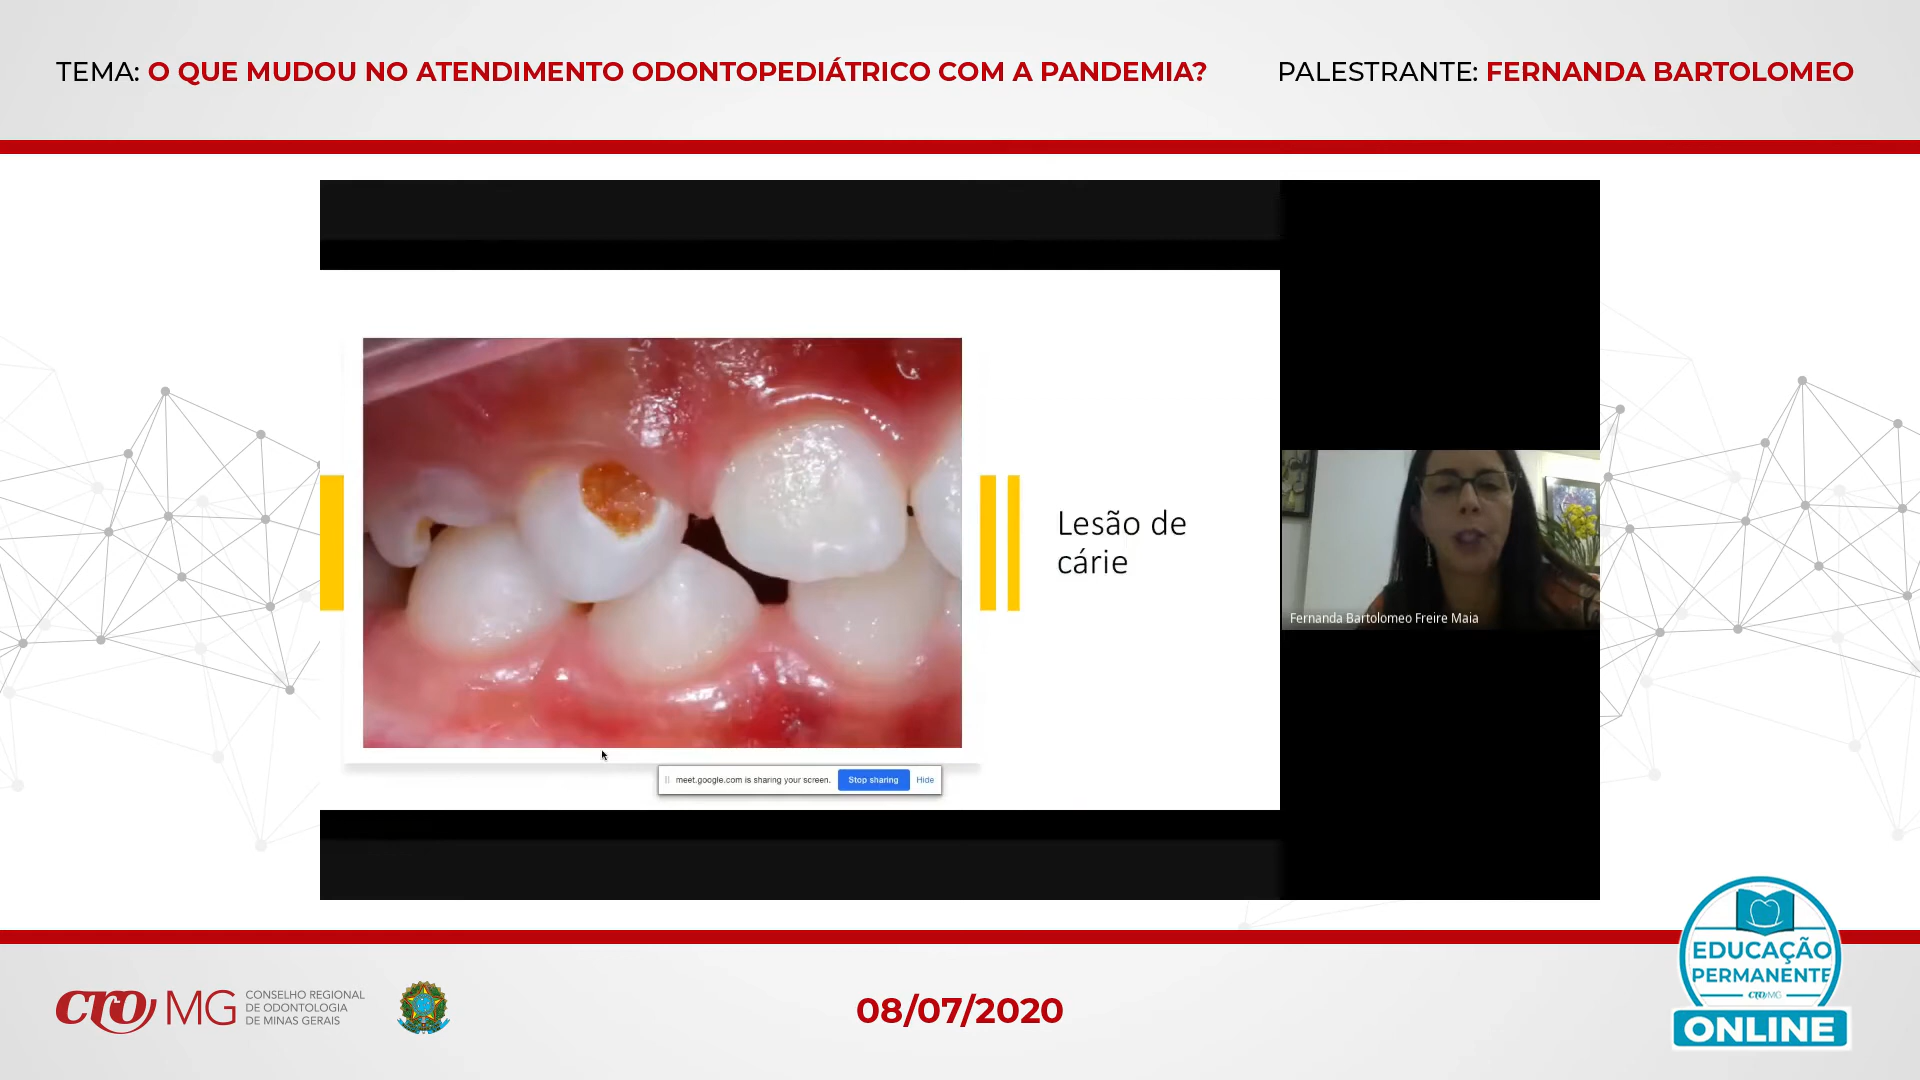 TEMA: O QUE MUDOU NO ATENDIMENTO ODONTOPEDIÁTRICO COM A PANDEMIA?
PALESTRANTE: FERNANDA BARTOLOMEO
Lesão de
cárie
Fernanda Bartolomeo Freire Maia
meet.google.com is sharing your screen.
Stop sharing
Hide
CRO MG
CONSELHO REGIONAL
DE ODONTOLOGIA
DE MINAS GERAIS
08/07/2020
EDUCAÇÃO
PERMANENTE
CRO MG
ONLINE